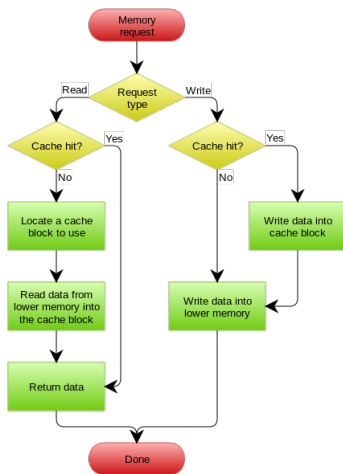 Memory
request
Read
Request
type
Write
Cache hit?
Yes
Cache hit?
Yes
No
No
Locate a cache
block to use
Write data into
cache block
Read data from
lower memory into
the cache block
Write data into
lower memory
Return data
Done